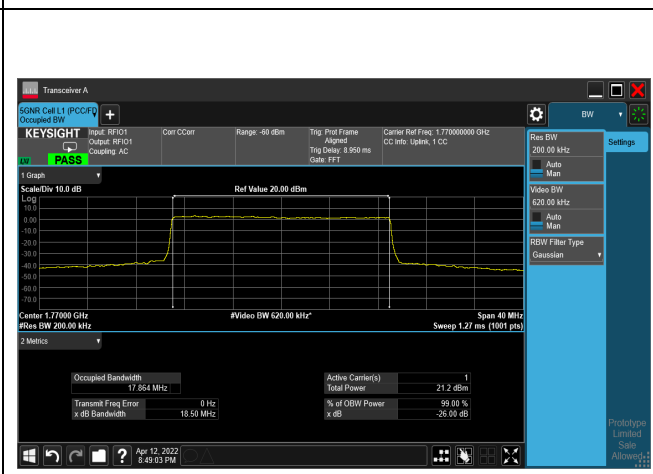 Transceiver A
5GNR Cell L1 (PCC/FD
Occupied BW
BW
KEYSIGHT
LXI
PASS
Input: RFIO1
Output: RFIO1
Coupling: AC
Corr CCorr
Range: -60 dBm
Trig: Prot Frame
Aligned
Trig Delay: 8.950 ms
Gate: FFT
Carrier Ref Freq: 1.770000000 GHz
CC Info: Uplink, 1 CC
1 Graph
Scale/Div 10.0 dB
Ref Value 20.00 dBm
Log
10.0
0.00
-10.0
-20.0
-30.0
-40.0
-50.0
-60.0
-70.0
Center 1.77000 GHz
#Video BW 620.00 kHz*
Span 40 MHz
#Res BW 200.00 kHz
Sweep 1.27 ms (1001 pts)
2 Metrics
Occupied Bandwidth
17.864 MHz
Transmit Freq Error 0 Hz
x dB Bandwidth 18.50 MHz
Active Carrier(s) 1
Total Power 21.2 dBm
% of OBW Power 99.00 %
x dB -26.00 dB
Res BW
200.00 kHz
Auto
Man
Video BW
620.00 kHz
Auto
Man
RBW Filter Type
Gaussian
Settings
Prototype
Limited
Sale
Allowed
?
Apr 12, 2022
8:49:03 PM